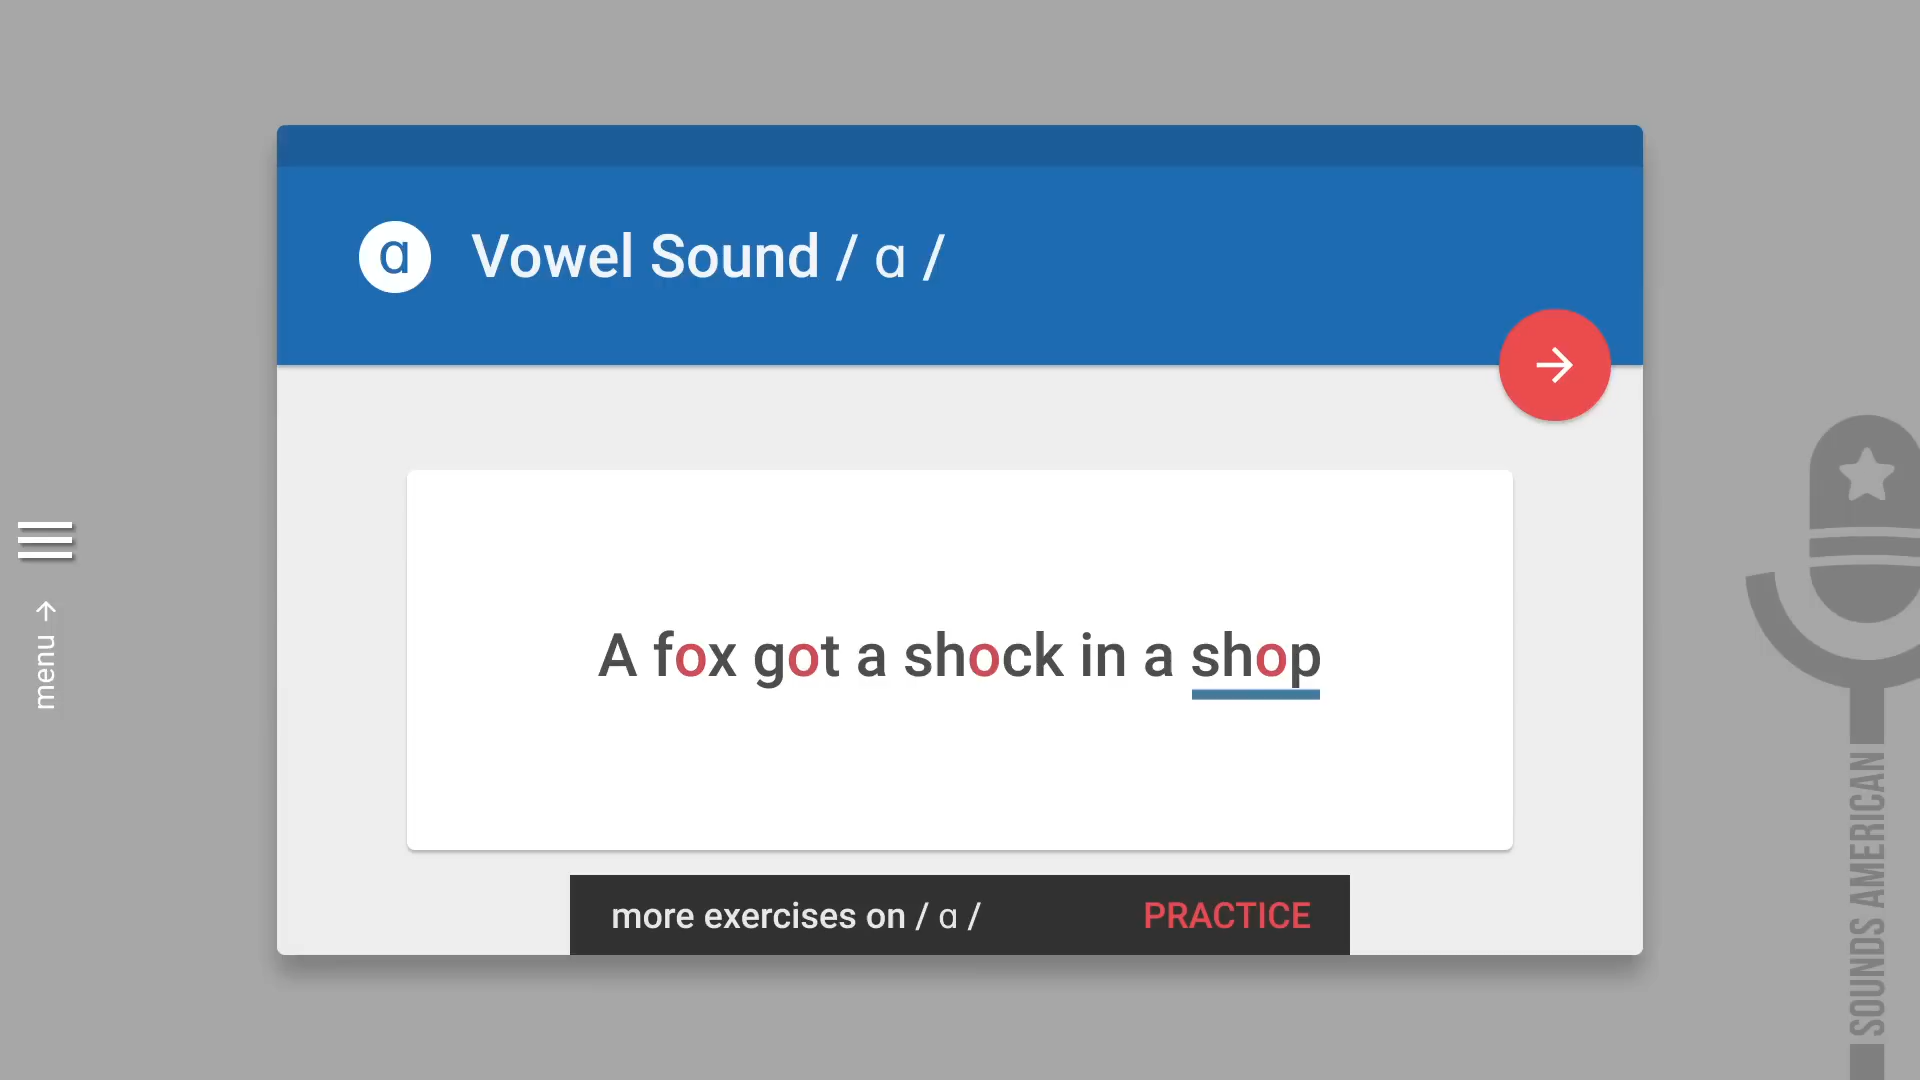 ɑ Vowel Sound / ɑ /
A fox got a shock in a shop
more exercises on / ɑ / PRACTICE
menu →
SOUNDS AMERICAN